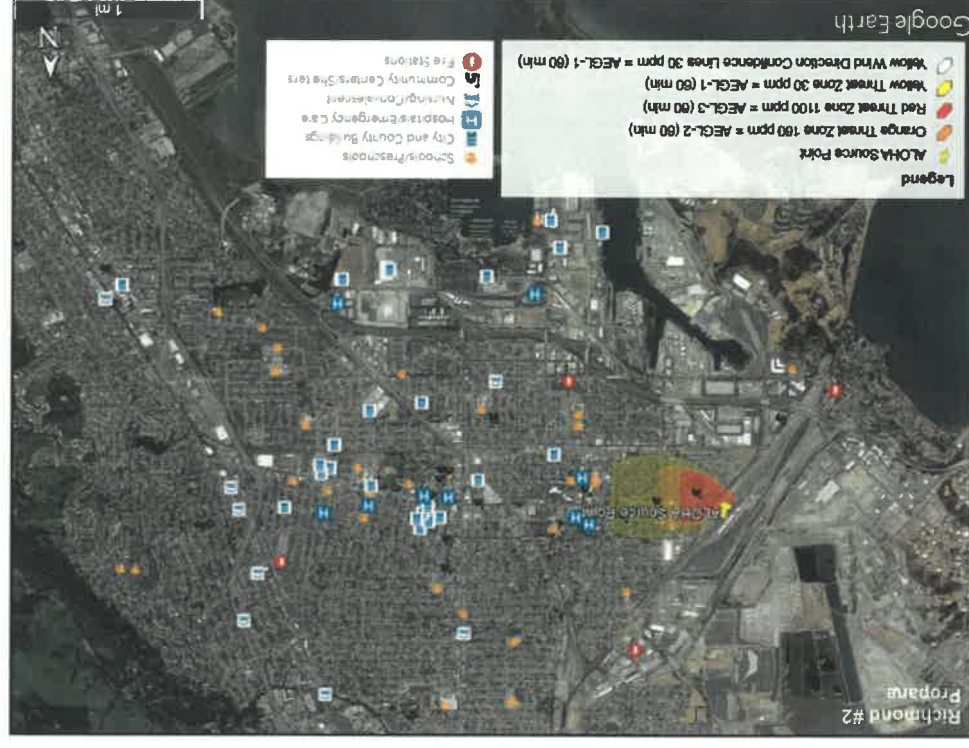 Richmond #2
Propane
ALOHA Source Point
Legend
ALOHA Source Point
Orange Threat Zone 160 ppm = AEGL-2 (60 min)
Red Threat Zone 1100 ppm = AEGL-3 (60 min)
Yellow Threat Zone 30 ppm = AEGL-1 (60 min)
Yellow Wind Direction Confidence Lines 30 ppm = AEGL-1 (60 min)
Schools/Preschools
City and County Buildings
Hospitals/Emergency Care
Nursing/Convalescent
Community Centers/Shelters
Fire Stations
Google Earth
N
1 mi